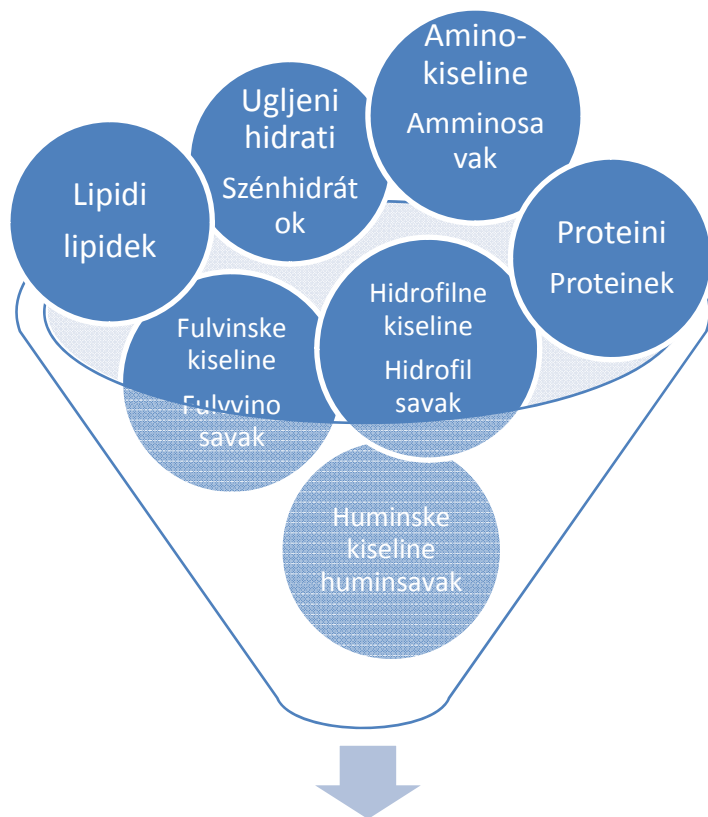 Lipidi
lipidek
Ugljeni
hidrati
Szénhidrát
ok
Amino-
kiseline
Amminosa
vak
Proteini
Proteinek
Fulvinske
kiseline
Fulyvino
savak
Hidrofilne
kiseline
Hidrofil
savak
Huminske
kiseline
huminsavak